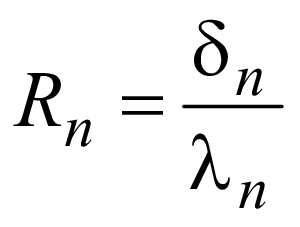 Rₙ = δₙ / λₙ